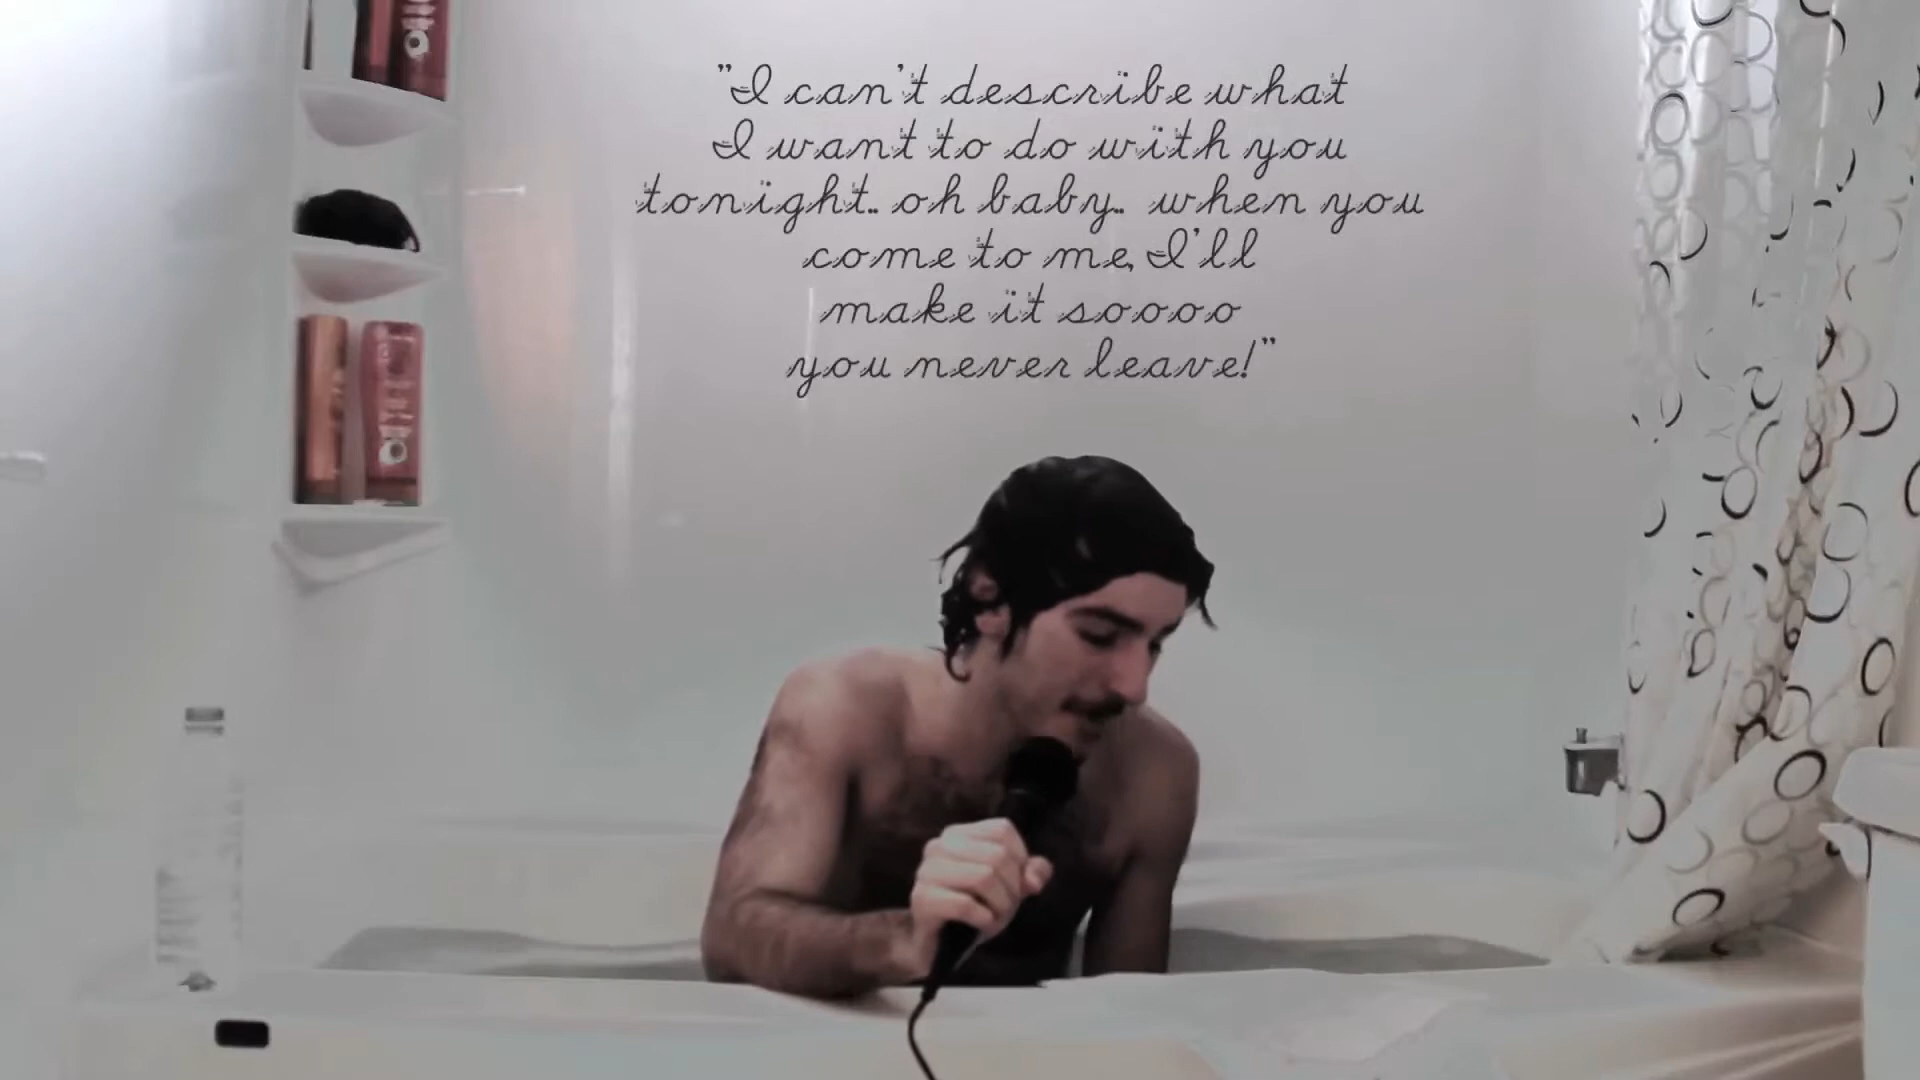 "I can't describe what
I want to do with you
tonight.. oh baby.. when you
come to me, I'll
make it soooo
you never leave!"